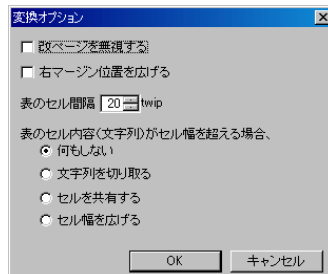 変換オプション
改ページを無視する
右マージン位置を広げる
表のセル間隔 20 twip
表のセル内容(文字列)がセル幅を超える場合、
何もしない
文字列を切り取る
セルを共有する
セル幅を広げる
OK キャンセル